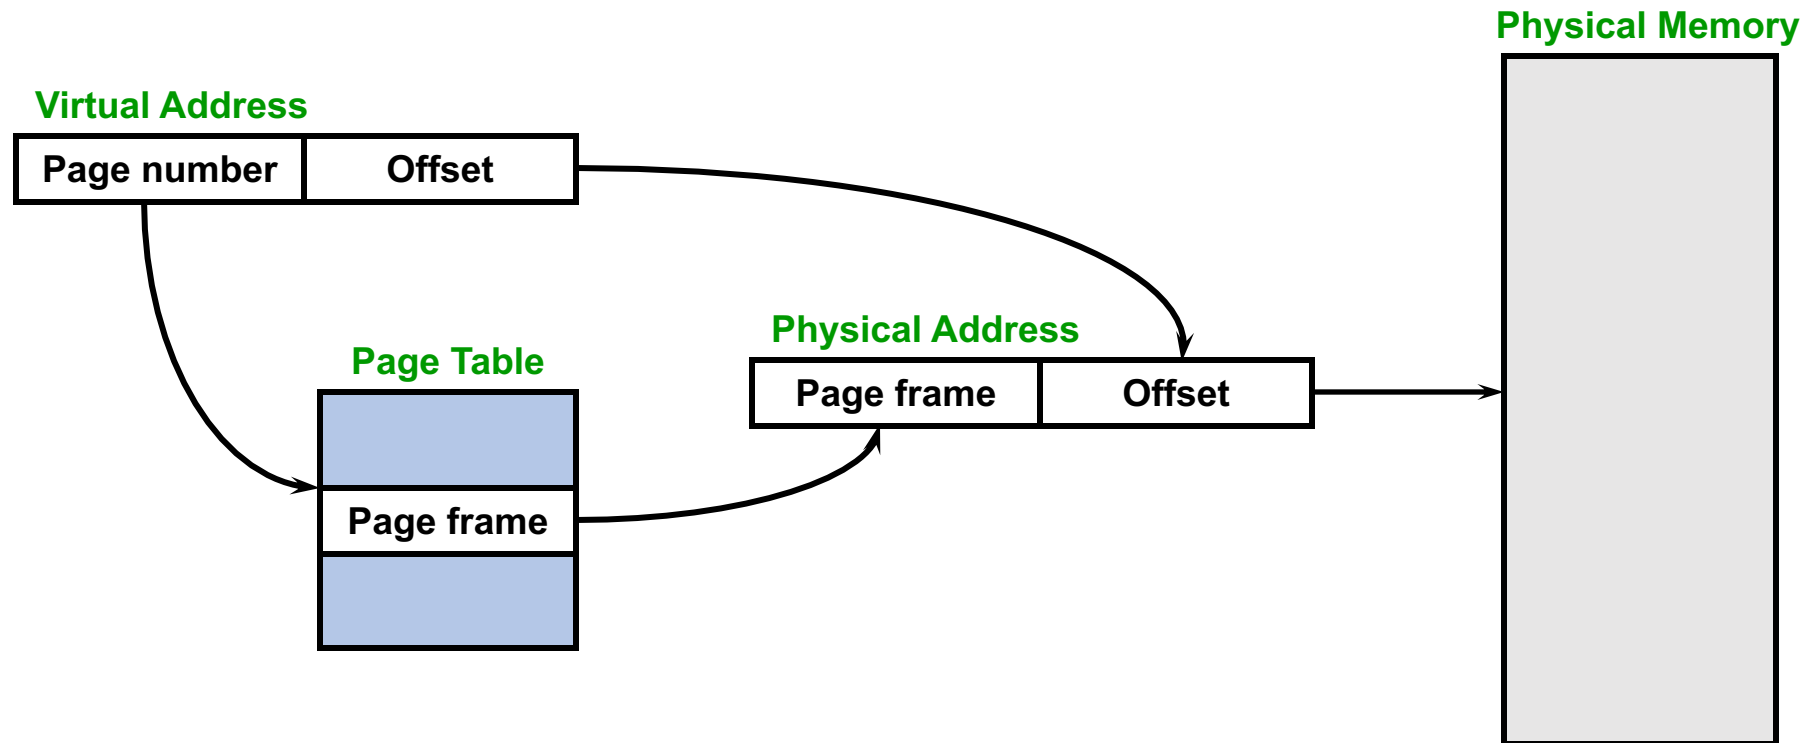 Physical Memory
Virtual Address
Page number
Offset
Physical Address
Page frame
Offset
Page Table
Page frame